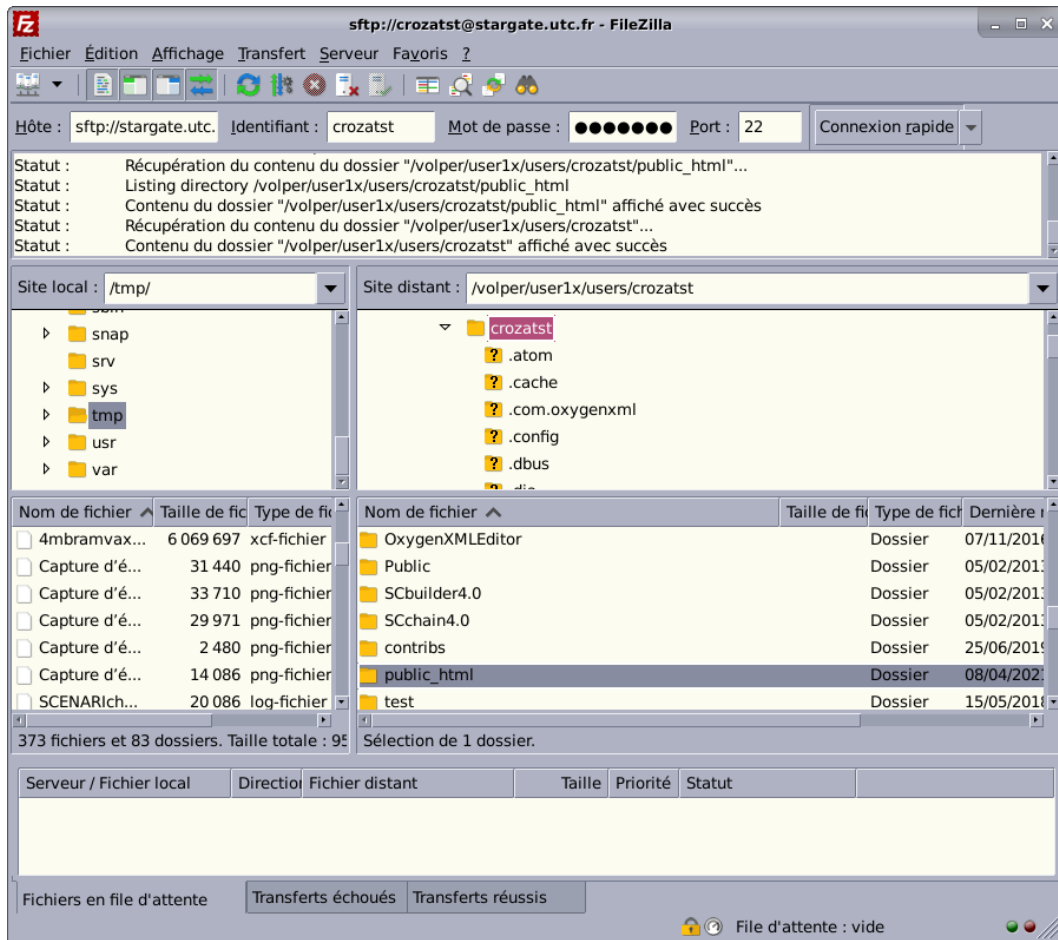 sftp://crozatst@stargate.utc.fr - FileZilla
Fichier Édition Affichage Transfert Serveur Favoris ?
Hôte : sftp://stargate.utc. Identifiant : crozatst Mot de passe : ●●●●●●● Port : 22 Connexion rapide
Statut : Récupération du contenu du dossier "/volper/user1x/users/crozatst/public_html"...
Statut : Listing directory /volper/user1x/users/crozatst/public_html
Statut : Contenu du dossier "/volper/user1x/users/crozatst/public_html" affiché avec succès
Statut : Récupération du contenu du dossier "/volper/user1x/users/crozatst"...
Statut : Contenu du dossier "/volper/user1x/users/crozatst" affiché avec succès
Site local : /tmp/
snap
srv
sys
tmp
usr
var
Site distant : /volper/user1x/users/crozatst
crozatst
.atom
.cache
.com.oxygenxml
.config
.dbus
Nom de fichier Taille de fic Type de fic
4mbramvax... 6 069 697 xcf-fichier
Capture d'é... 31 440 png-fichier
Capture d'é... 33 710 png-fichier
Capture d'é... 29 971 png-fichier
Capture d'é... 2 480 png-fichier
Capture d'é... 14 086 png-fichier
SCENARIch... 20 086 log-fichier
373 fichiers et 83 dossiers. Taille totale : 95
Nom de fichier Taille de fi Type de fich Dernière
OxygenXMLEditor Dossier 07/11/2016
Public Dossier 05/02/201
SCbuilder4.0 Dossier 05/02/201
SCchain4.0 Dossier 05/02/201
contribs Dossier 25/06/2019
public_html Dossier 08/04/202
test Dossier 15/05/2018
Sélection de 1 dossier.
Serveur / Fichier local Direction Fichier distant Taille Priorité Statut
Fichiers en file d'attente Transferts échoués Transferts réussis
File d'attente : vide